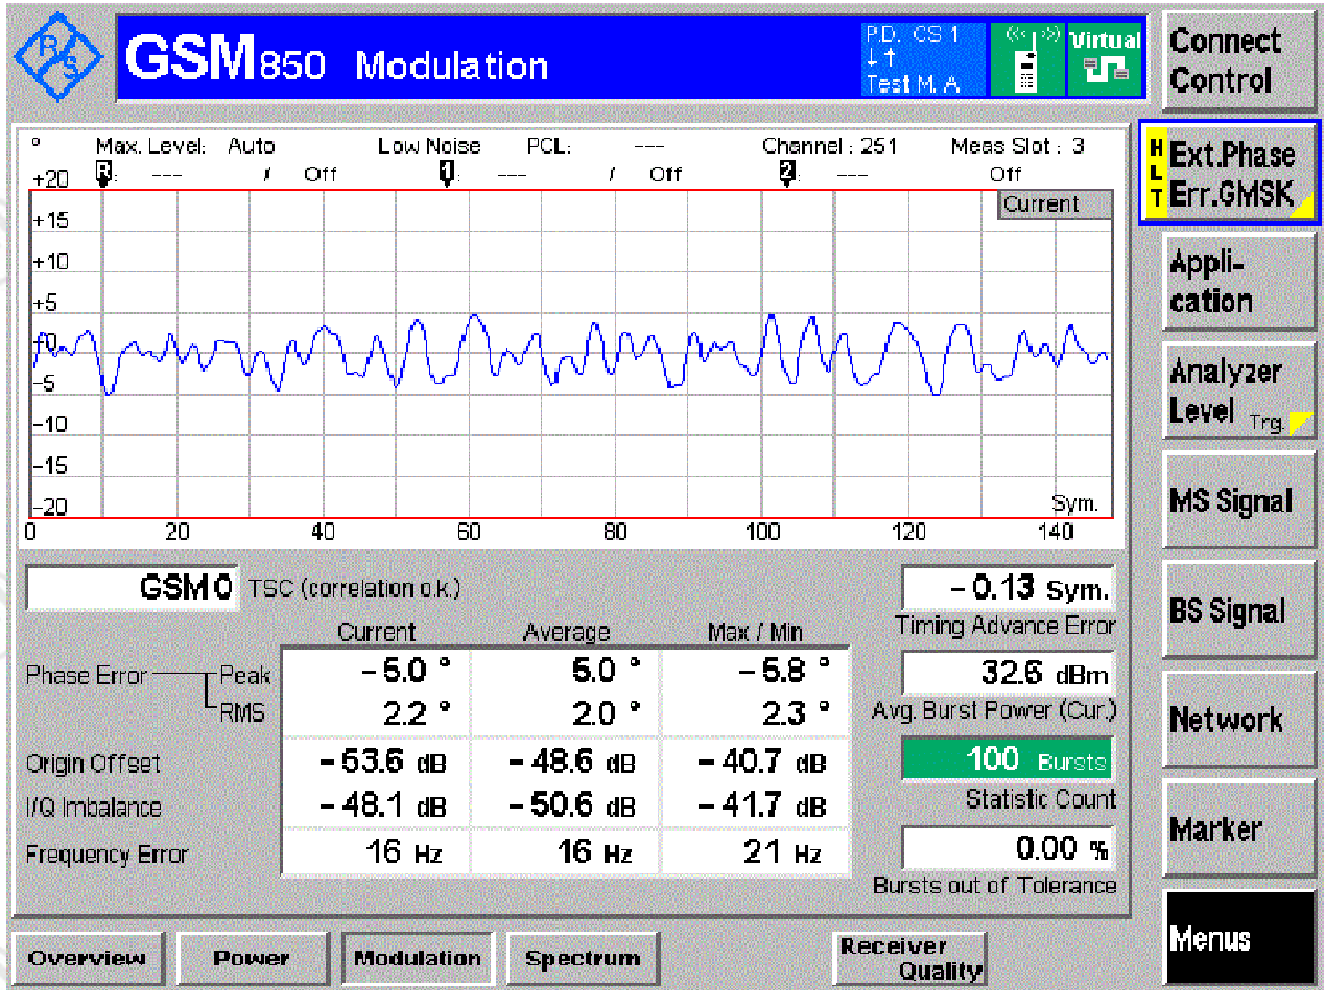 R S
GSM850 Modulation
P.D. CS 1
Test M. A.
Virtual
Connect Control
° Max. Level: Auto Low Noise PCL: --- Channel : 251 Meas Slot : 3
R : --- / Off 1 : --- / Off 2 : --- Off
Current
+20
+15
+10
+5
+0
-5
-10
-15
-20
Sym.
0 20 40 60 80 100 120 140
GSM 0 TSC (correlation o.k.)
-0.13 Sym.
Timing Advance Error
Current Average Max / Min
Phase Error Peak -5.0 ° 5.0 ° -5.8 °
RMS 2.2 ° 2.0 ° 2.3 °
32.6 dBm
Avg. Burst Power (Cur.)
Origin Offset -53.6 dB -48.6 dB -40.7 dB
I/Q Imbalance -48.1 dB -50.6 dB -41.7 dB
Frequency Error 16 Hz 16 Hz 21 Hz
100 Bursts
Statistic Count
0.00 %
Bursts out of Tolerance
HLT
Ext.Phase
Err.GMSK
Appli-
cation
Analyzer
Level Trg.
MS Signal
BS Signal
Network
Marker
Menus
Overview Power Modulation Spectrum Receiver
Quality